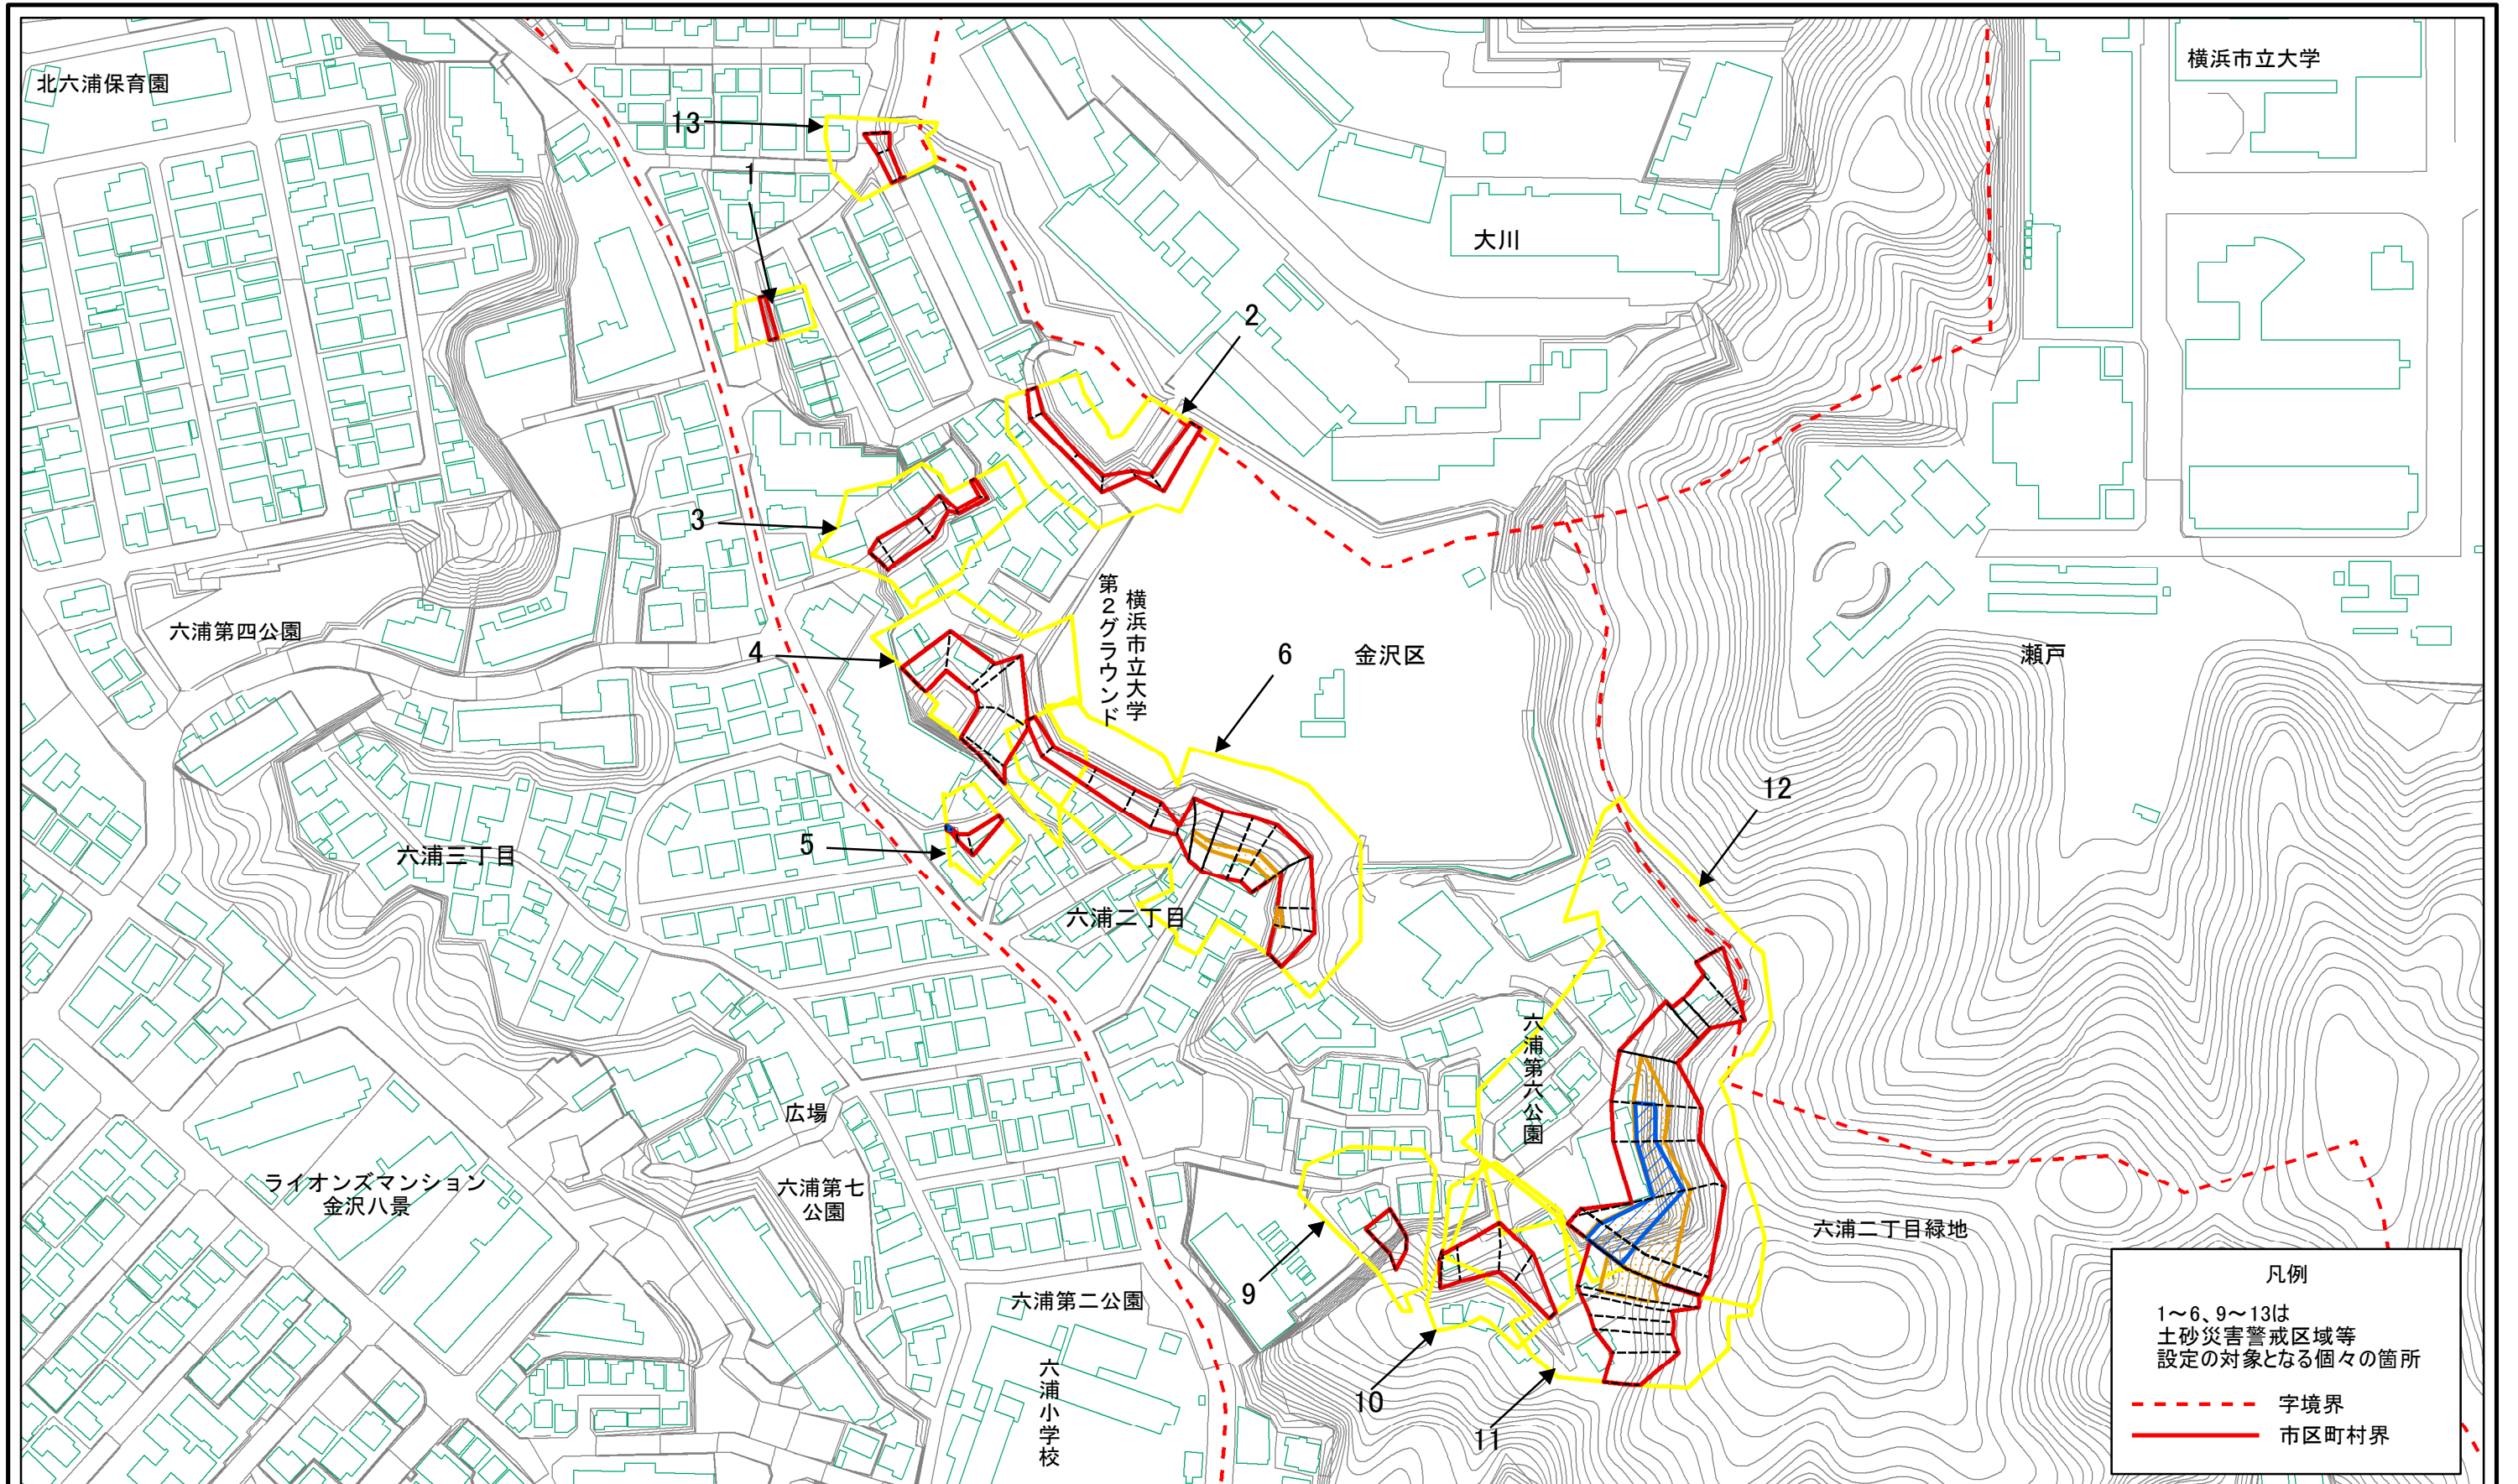 北六浦保育園
横浜市立大学
13
1
大川
2
3
六浦第四公園
横浜市立大学
第2グラウンド
4
6
金沢区
瀬戸
12
5
六浦三丁目
六浦二丁目
六浦第六公園
広場
ライオンズマンション
金沢八景
六浦第七
公園
六浦二丁目緑地
9
六浦第二公園
六浦小学校
10
11
凡例
1～6、9～13は
土砂災害警戒区域等
設定の対象となる個々の箇所
字境界
市区町村界